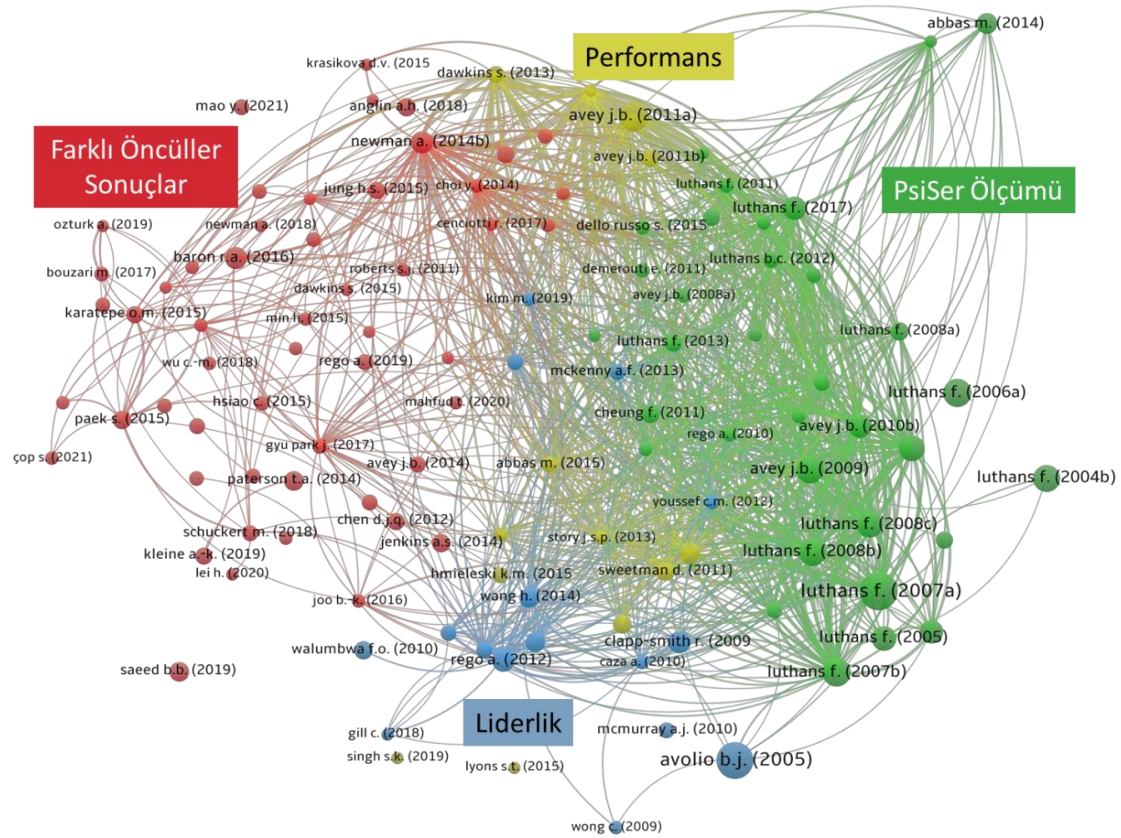 abbas m. (2014)
Performans
krasikova d.v. (2015
dawkins s. (2013)
mao y. (2021)
anglin a.h. (2018)
avey j.b. (2011a)
Farklı Öncüller
Sonuçlar
newman a. (2014b)
avey j.b. (2011b)
PsiSer Ölçümü
jung h.s. (2015)
choi y. (2014)
luthans f. (2011)
luthans f. (2017)
ozturk a. (2019)
newman a. (2018)
cenciotti r. (2017)
dello russo s. (2015
baron r.a. (2016)
luthans b.c. (2012)
bouzari m. (2017)
roberts s.j. (2011)
demerouti e. (2011)
dawkins s. (2015)
kim m. (2019)
avey j.b. (2008a)
karatepe o.m. (2015)
min h. (2015)
luthans f. (2008a)
luthans f. (2013)
wu c.-m. (2018)
rego a. (2019)
mckenny a.f. (2013)
luthans f. (2006a)
hsiao c. (2015)
mahfud t. (2020)
cheung f. (2011)
paek s. (2015)
rego a. (2010)
avey j.b. (2010b)
gyu park j. (2017)
çop s. (2021)
avey j.b. (2014)
abbas m. (2015)
avey j.b. (2009)
paterson t.a. (2014)
luthans f. (2004b)
youssef c.m. (2012)
chen d.j.q. (2012)
luthans f. (2008c)
schuckert m. (2018)
jenkins a.s. (2014)
story j.s.p. (2013)
kleine a.-k. (2019)
luthans f. (2008b)
lei h. (2020)
hmieleski k.m. (2015
sweetman d. (2011)
luthans f. (2007a)
joo b.-k. (2016)
wang h. (2014)
walumbwa f.o. (2010)
clapp-smith r. (2009
luthans f. (2005)
rego a. (2012)
caza a. (2010)
saeed b.b. (2019)
luthans f. (2007b)
Liderlik
gill c. (2018)
mcmurray a.j. (2010)
singh s.k. (2019)
lyons s.t. (2015)
avolio b.j. (2005)
wong c. (2009)